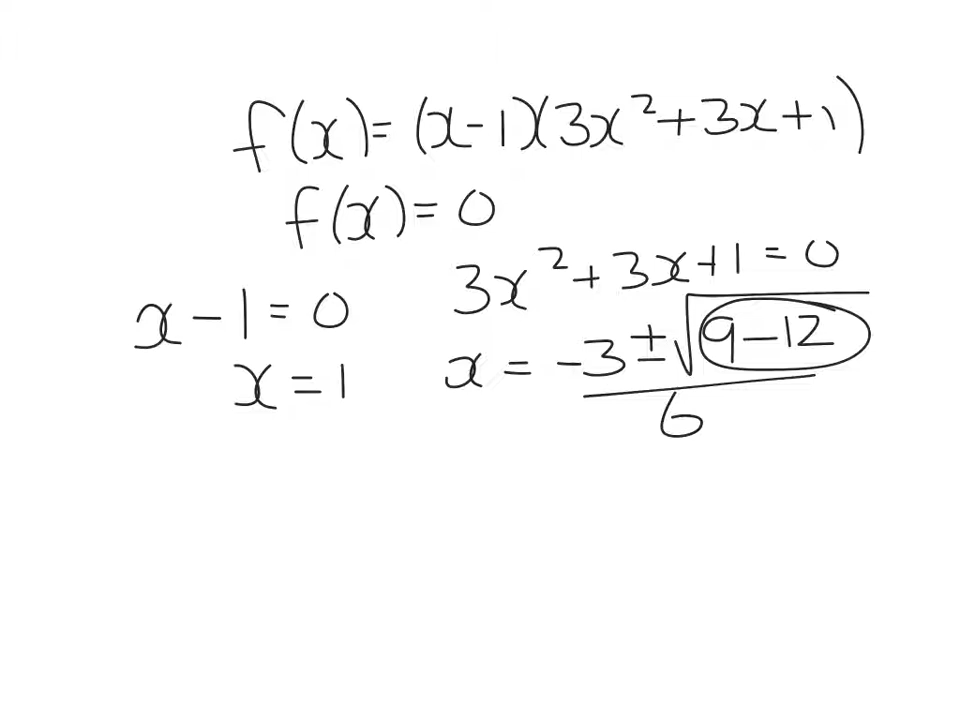 f(x) = (x-1)(3x²+3x+1)
f(x) = 0
x - 1 = 0
x = 1
3x² + 3x + 1 = 0
x = -3 ± √9-12
6